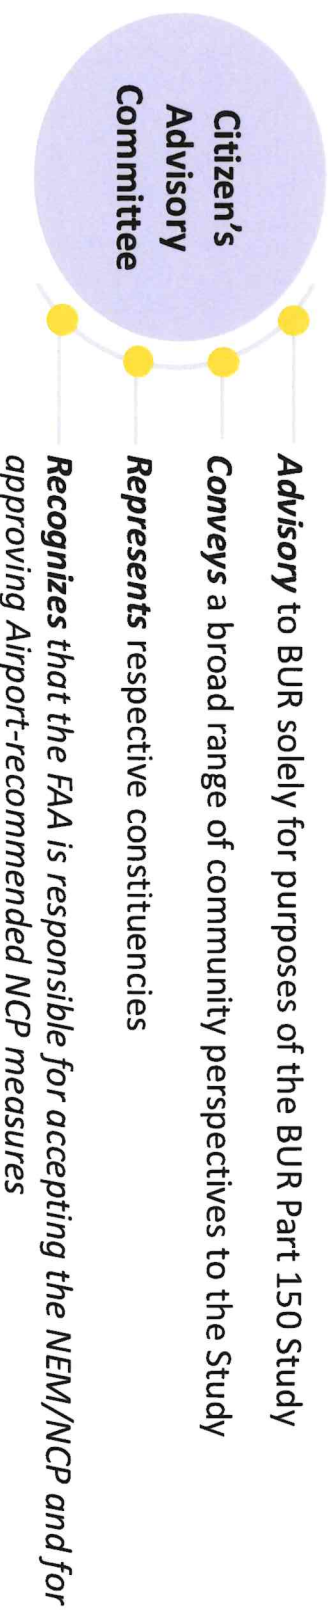 Citizen's
Advisory
Committee
Advisory to BUR solely for purposes of the BUR Part 150 Study
Conveys a broad range of community perspectives to the Study
Represents respective constituencies
Recognizes that the FAA is responsible for accepting the NEM/NCP and for
approving Airport-recommended NCP measures